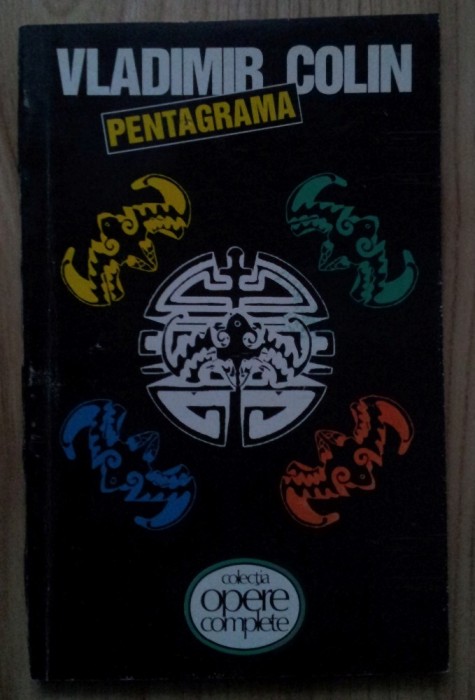 VLADIMIR COLIN
PENTAGRAMA
colecția
opere
complete